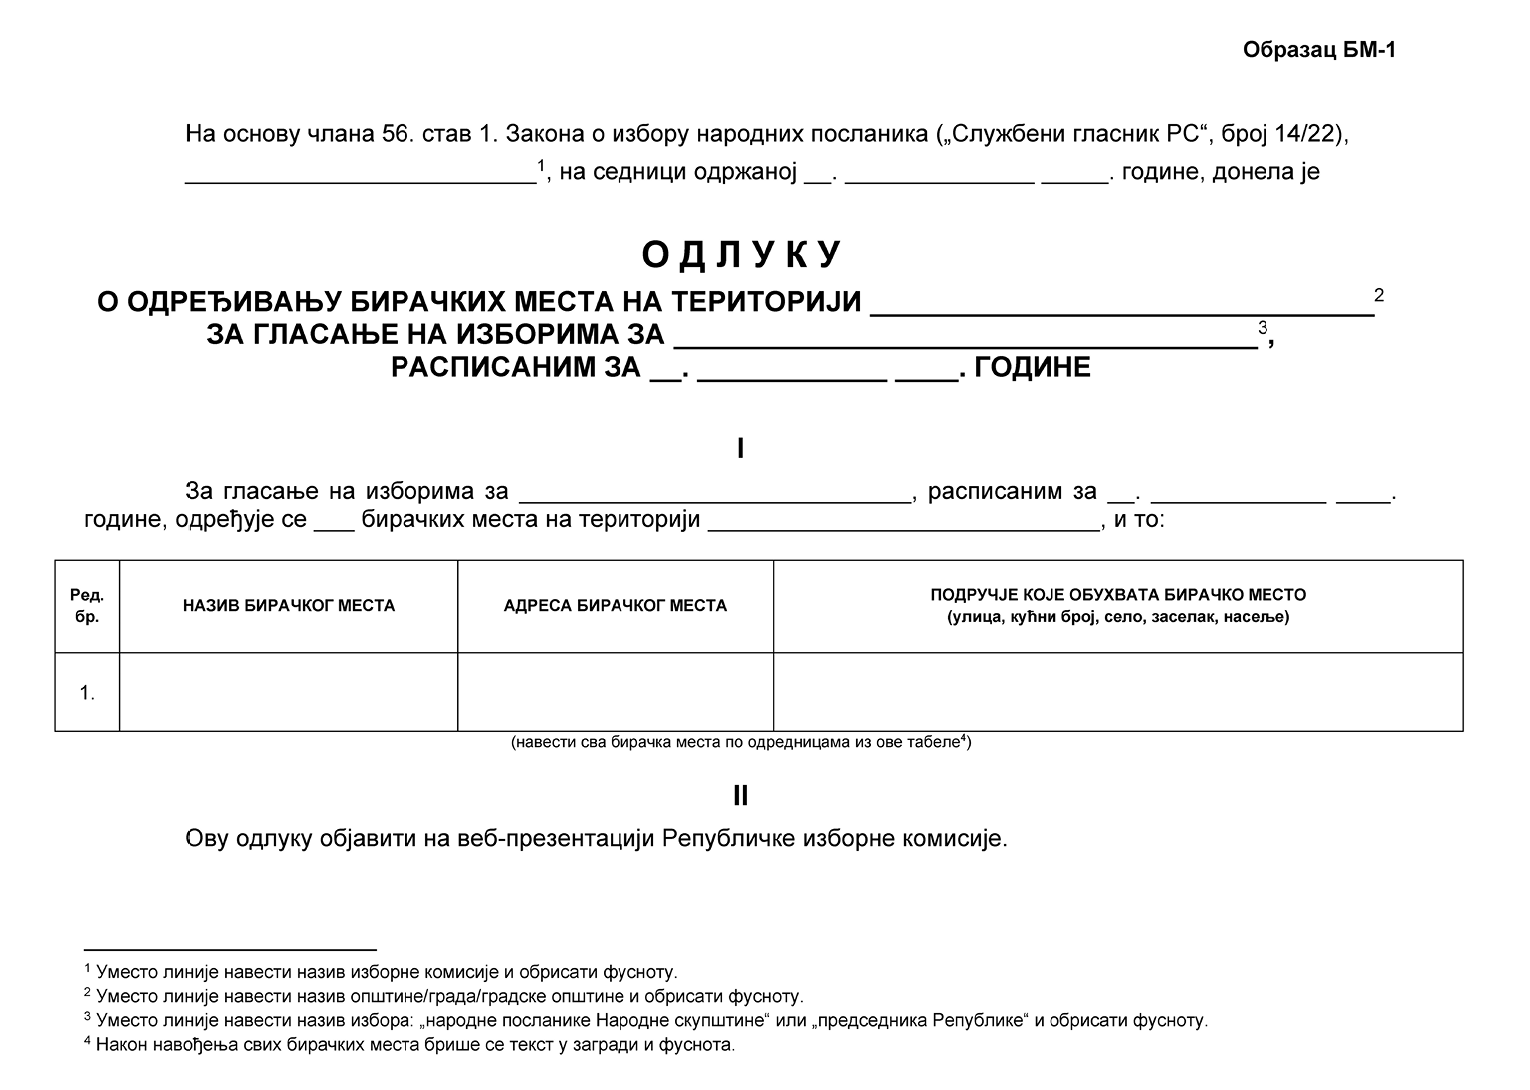 Образац БМ-1
На основу члана 56. став 1. Закона о избору народних посланика („Службени гласник РС“, број 14/22),
__________________________1, на седници одржаној __. ______________ _____. године, донела је
О Д Л У К У
О ОДРЕЂИВАЊУ БИРАЧКИХ МЕСТА НА ТЕРИТОРИЈИ ________________________________2
ЗА ГЛАСАЊЕ НА ИЗБОРИМА ЗА _____________________________________3,
РАСПИСАНИМ ЗА __. ____________ ____. ГОДИНЕ
I
За гласање на изборима за _____________________________, расписаним за __. _____________ ____.
године, одређује се ___ бирачких места на територији _____________________________, и то:
Ред. бр.
НАЗИВ БИРАЧКОГ МЕСТА
АДРЕСА БИРАЧКОГ МЕСТА
ПОДРУЧЈЕ КОЈЕ ОБУХВАТА БИРАЧКО МЕСТО
(улица, кућни број, село, заселак, насеље)
1.
(навести сва бирачка места по одредницама из ове табеле4)
II
Ову одлуку објавити на веб-презентацији Републичке изборне комисије.
1 Уместо линије навести назив изборне комисије и обрисати фусноту.
2 Уместо линије навести назив општине/града/градске општине и обрисати фусноту.
3 Уместо линије навести назив избора: „народне посланике Народне скупштине“ или „председника Републике“ и обрисати фусноту.
4 Након навођења свих бирачких места брише се текст у загради и фуснота.